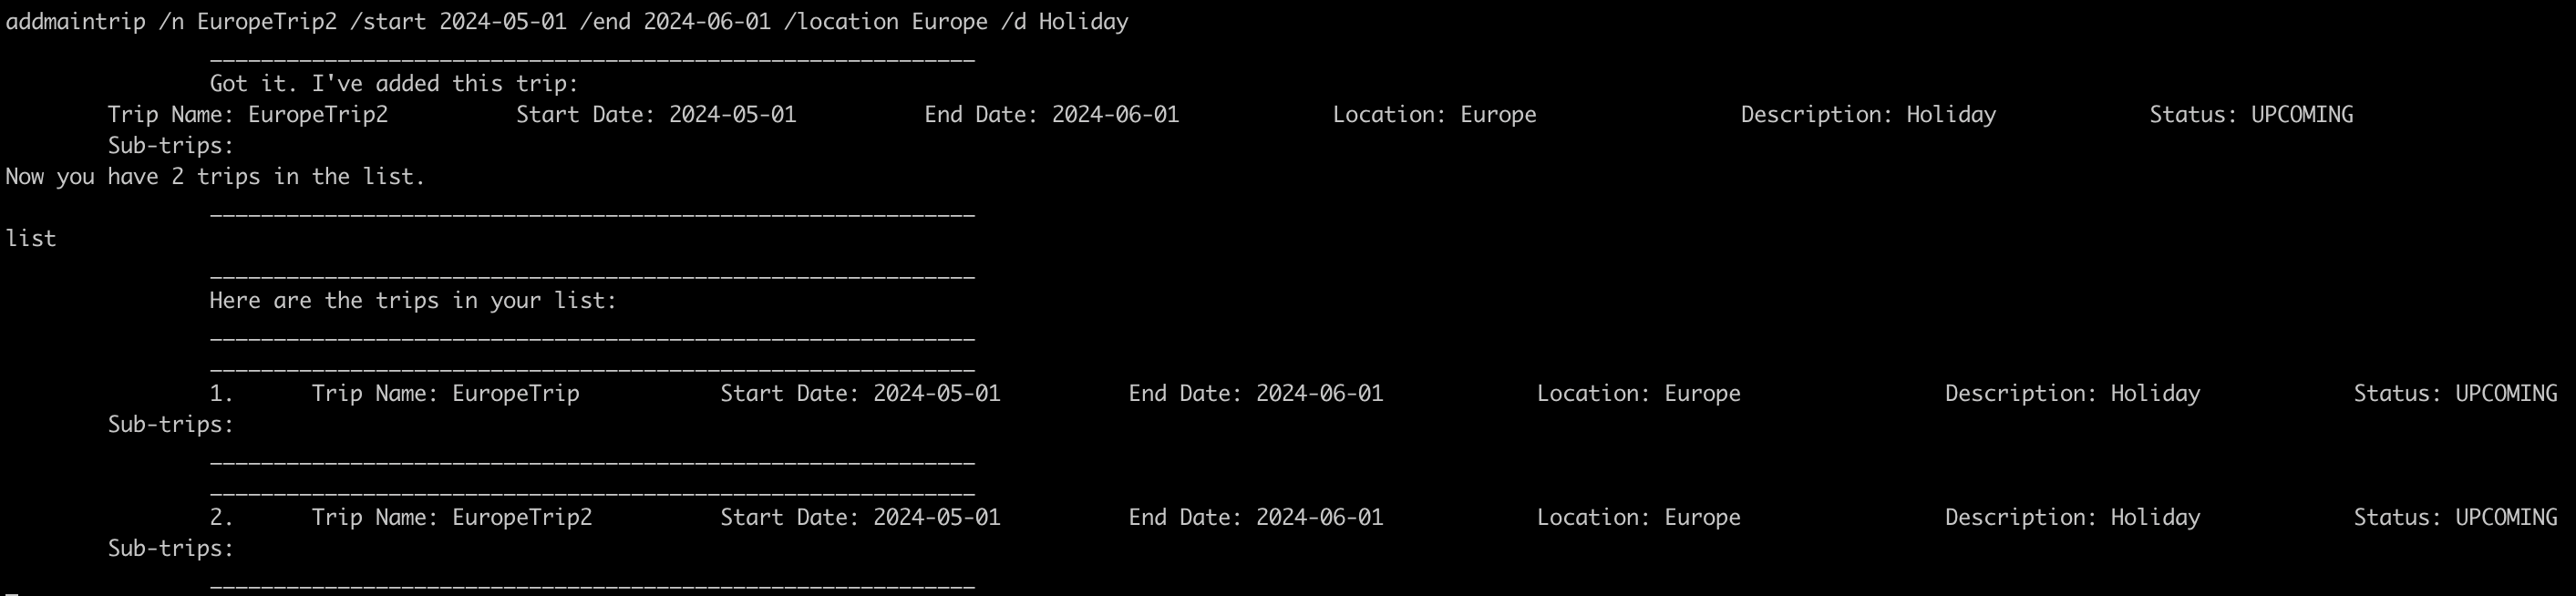 addmaintrip /n EuropeTrip2 /start 2024-05-01 /end 2024-06-01 /location Europe /d Holiday
____________________________________________________________
Got it. I've added this trip:
Trip Name: EuropeTrip2 Start Date: 2024-05-01 End Date: 2024-06-01 Location: Europe Description: Holiday Status: UPCOMING
Sub-trips:
Now you have 2 trips in the list.
____________________________________________________________
list
____________________________________________________________
Here are the trips in your list:
____________________________________________________________
____________________________________________________________
1. Trip Name: EuropeTrip Start Date: 2024-05-01 End Date: 2024-06-01 Location: Europe Description: Holiday Status: UPCOMING
Sub-trips:
____________________________________________________________
____________________________________________________________
2. Trip Name: EuropeTrip2 Start Date: 2024-05-01 End Date: 2024-06-01 Location: Europe Description: Holiday Status: UPCOMING
Sub-trips:
____________________________________________________________